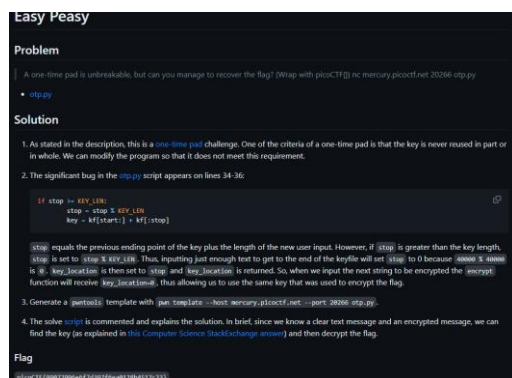 Easy Peasy
Problem
A one-time pad is unbreakable, but can you manage to recover the flag? (Wrap with picoCTF{}) nc mercury.picoctf.net 20266 otp.py
otp.py
Solution
1. As stated in the description, this is a one-time pad challenge. One of the criteria of a one-time pad is that the key is never reused in part or
in whole. We can modify the program so that it does not meet this requirement.
2. The significant bug in the otp.py script appears on lines 34-36:
if stop >= KEY_LEN:
stop = stop % KEY_LEN
key = kf[start:] + kf[:stop]
stop equals the previous ending point of the key plus the length of the new user input. However, if stop is greater than the key length,
stop is set to stop % KEY_LEN. Thus, inputting just enough text to get to the end of the keyfile will set stop to 0 because 40000 % 40000
is 0. key_location is then set to stop and key_location is returned. So, when we input the next string to be encrypted the encrypt
function will receive key_location=0, thus allowing us to use the same key that was used to encrypt the flag.
3. Generate a pwntools template with pwn template --host mercury.picoctf.net --port 20266 otp.py.
4. The solve script is commented and explains the solution. In brief, since we know a clear text message and an encrypted message, we can
find the key (as explained in this Computer Science StackExchange answer) and then decrypt the flag.
Flag